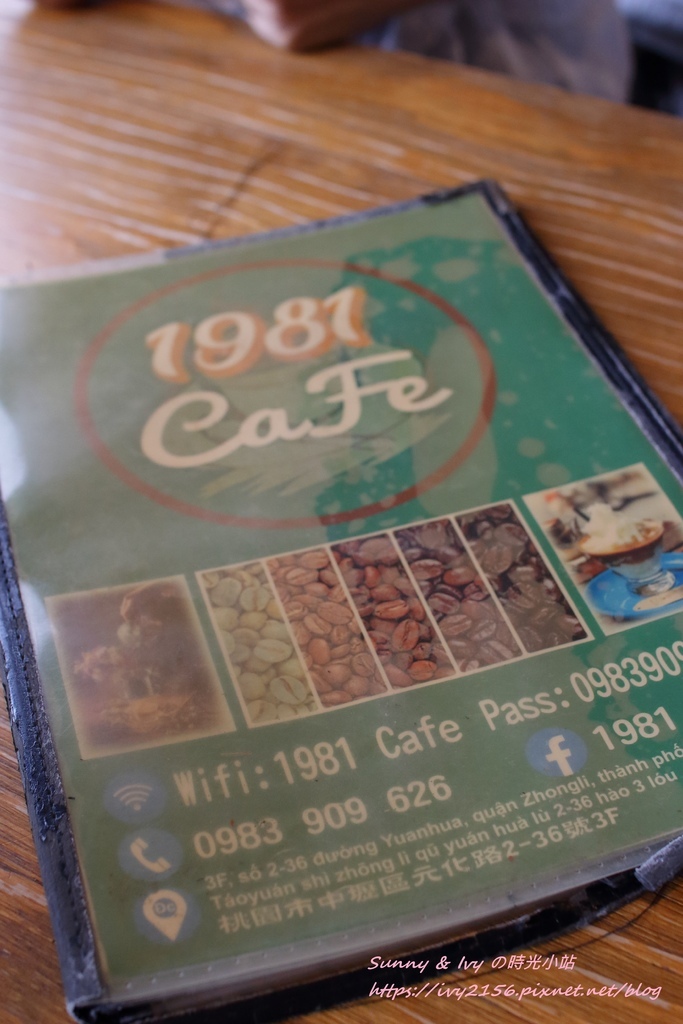 1981
CaFe
Wifi:1981 Cafe Pass:0983909
0983 909 626
1981
3F, số 2-36 đường Yuanhua, quận Zhongli, thành phố
Táoyuán shì zhōng lì qū yuán huà lù 2-36 hào 3 lóu
桃園市中壢區元化路2-36號3F
Sunny & Ivy の時光小站
https://ivy2156.pixnet.net/blog